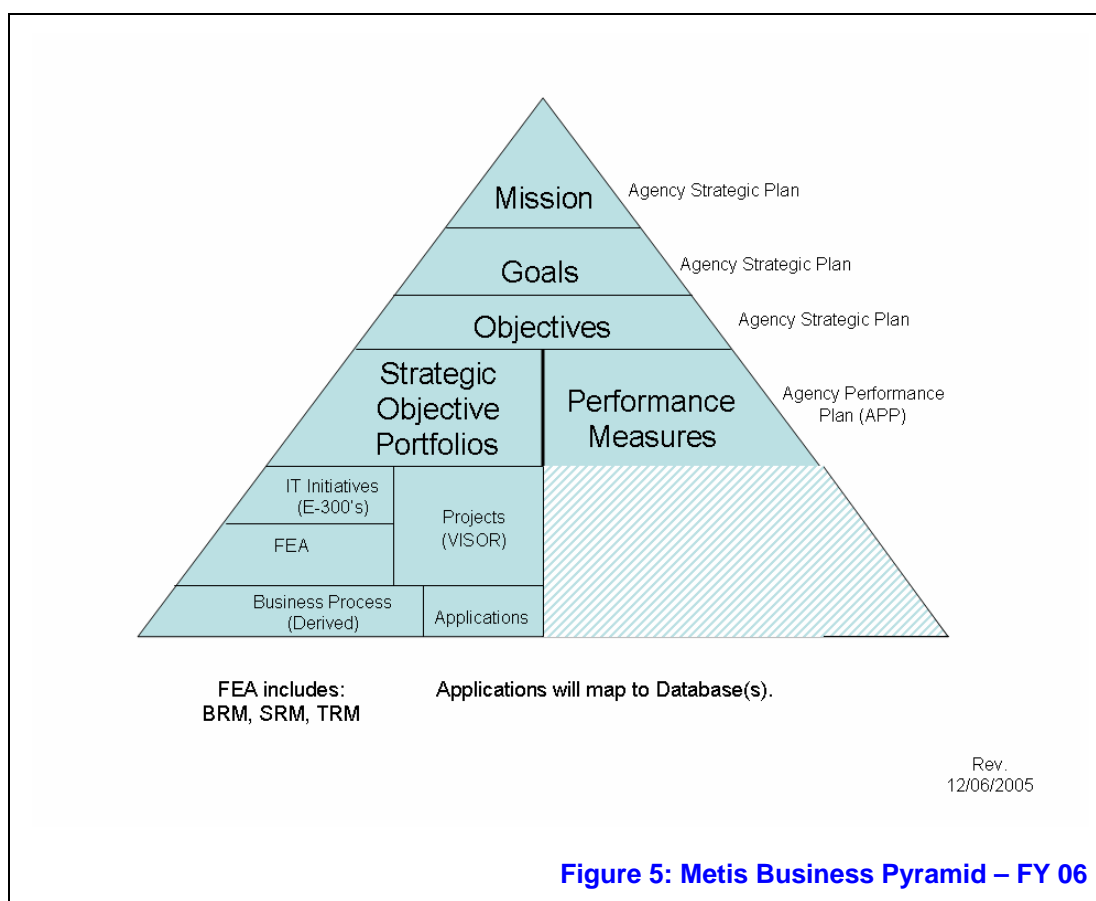 Mission
Agency Strategic Plan
Goals
Agency Strategic Plan
Objectives
Agency Strategic Plan
Strategic
Objective
Portfolios
Performance
Measures
Agency Performance
Plan (APP)
IT Initiatives
(E-300's)
FEA
Projects
(VISOR)
Business Process
(Derived)
Applications
FEA includes:
BRM, SRM, TRM
Applications will map to Database(s).
Rev.
12/06/2005
Figure 5: Metis Business Pyramid – FY 06